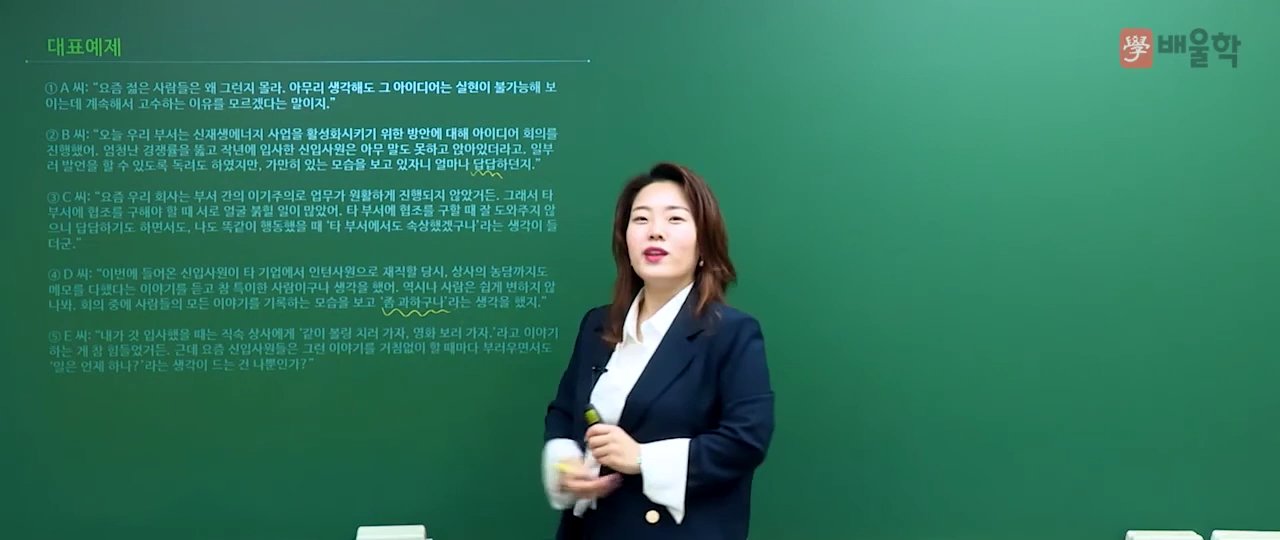 대표예제
學 배울학
① A 씨: “요즘 젊은 사람들은 왜 그런지 몰라. 아무리 생각해도 그 아이디어는 실현이 불가능해 보
이는데 계속해서 고수하는 이유를 모르겠다는 말이지.”
② B 씨: “오늘 우리 부서는 신재생에너지 사업을 활성화시키기 위한 방안에 대해 아이디어 회의를
진행했어. 엄청난 경쟁률을 뚫고 작년에 입사한 신입사원은 아무 말도 못하고 앉아있더라고. 일부
러 발언을 할 수 있도록 독려도 하였지만, 가만히 있는 모습을 보고 있자니 얼마나 답답하던지.”
③ C 씨: “요즘 우리 회사는 부서 간의 이기주의로 업무가 원활하게 진행되지 않았거든. 그래서 타
부서에 협조를 구해야 할 때 서로 얼굴 붉힐 일이 많았어. 타 부서에 협조를 구할 때 잘 도와주지 않
으니 답답하기도 하면서도, 나도 똑같이 행동했을 때 ‘타 부서에서도 속상했겠구나’라는 생각이 들
더군.”
④ D 씨: “이번에 들어온 신입사원이 타 기업에서 인턴사원으로 재직할 당시, 상사의 농담까지도
메모를 다했다는 이야기를 듣고 참 특이한 사람이구나 생각을 했어. 역시나 사람은 쉽게 변하지 않
나봐. 회의 중에 사람들의 모든 이야기를 기록하는 모습을 보고 ‘좀 과하구나’라는 생각을 했지.”
⑤ E 씨: “내가 갓 입사했을 때는 직속 상사에게 ‘같이 볼링 치러 가자, 영화 보러 가자.’라고 이야기
하는 게 참 힘들었거든. 근데 요즘 신입사원들은 그런 이야기를 거침없이 할 때마다 부러우면서도
‘일은 언제 하나?’라는 생각이 드는 건 나뿐인가?”